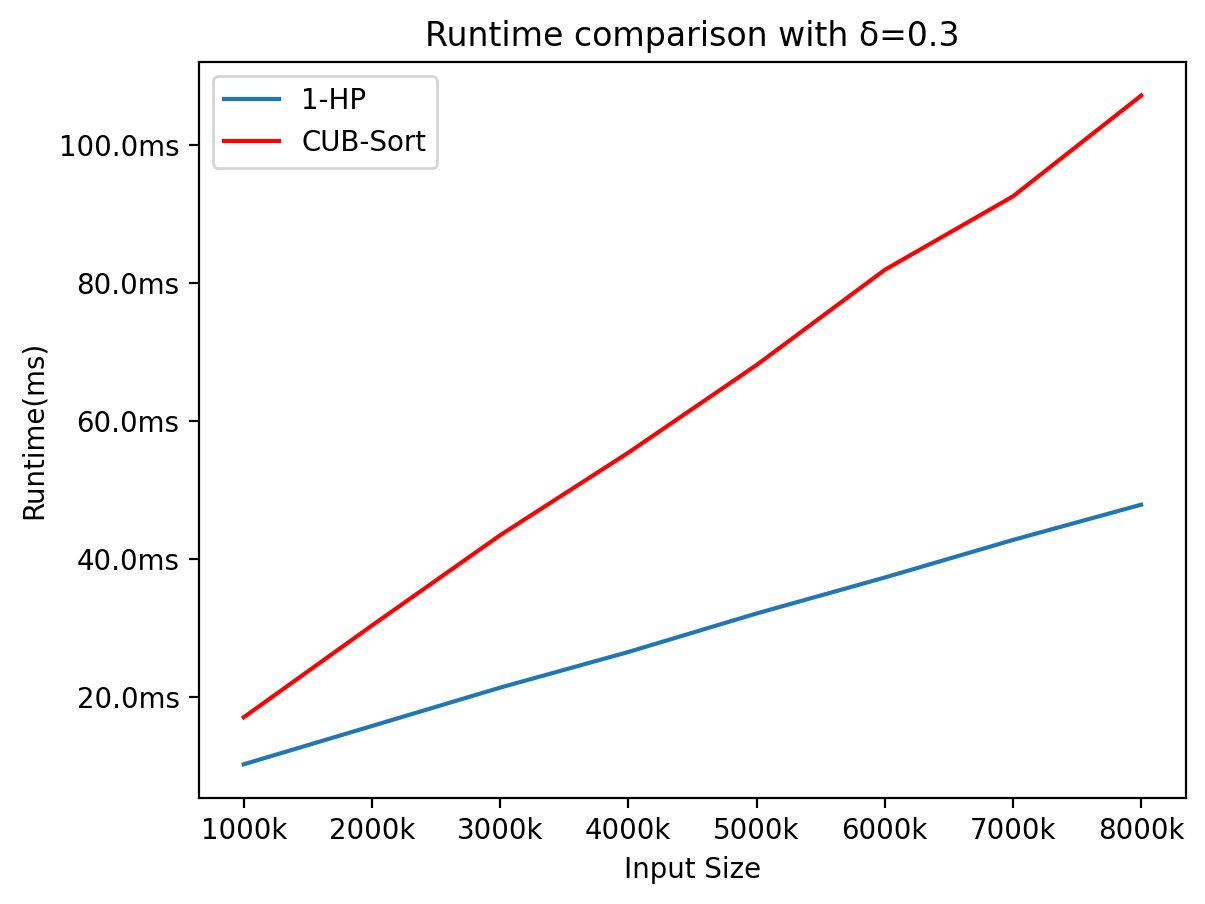 Runtime comparison with δ=0.3
1-HP
CUB-Sort
100.0ms
80.0ms
60.0ms
40.0ms
20.0ms
Runtime(ms)
1000k 2000k 3000k 4000k 5000k 6000k 7000k 8000k
Input Size